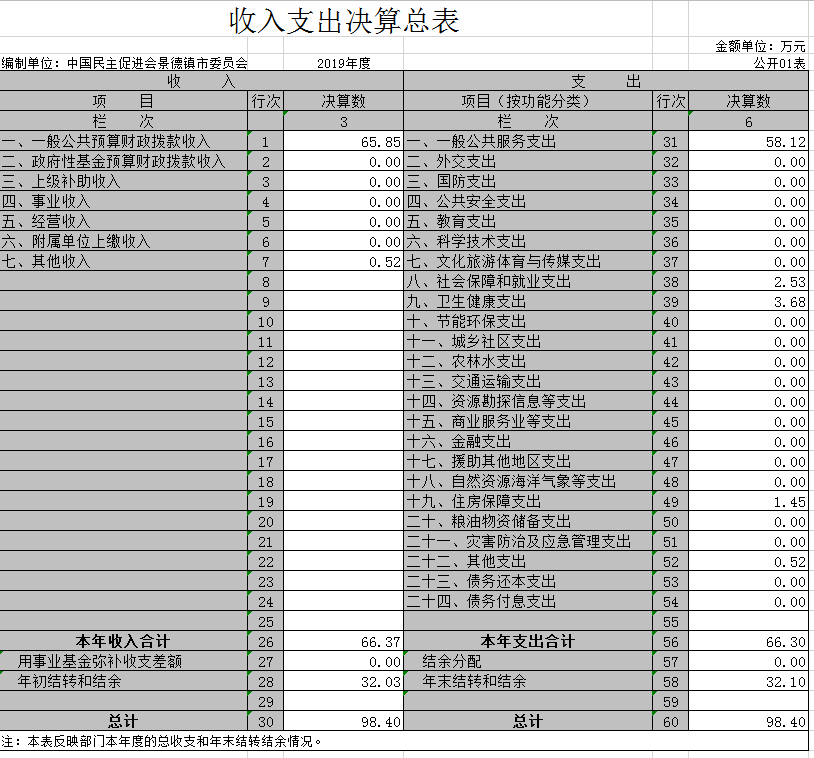 收入支出决算总表
金额单位：万元
编制单位：中国民主促进会景德镇市委员会 2019年度 公开01表
收 入 支 出
项 目 行次 决算数 项目（按功能分类） 行次 决算数
栏 次 3 栏 次 6
一、一般公共预算财政拨款收入 1 65.85 一、一般公共服务支出 31 58.12
二、政府性基金预算财政拨款收入 2 0.00 二、外交支出 32 0.00
三、上级补助收入 3 0.00 三、国防支出 33 0.00
四、事业收入 4 0.00 四、公共安全支出 34 0.00
五、经营收入 5 0.00 五、教育支出 35 0.00
六、附属单位上缴收入 6 0.00 六、科学技术支出 36 0.00
七、其他收入 7 0.52 七、文化旅游体育与传媒支出 37 0.00
8 八、社会保障和就业支出 38 2.53
9 九、卫生健康支出 39 3.68
10 十、节能环保支出 40 0.00
11 十一、城乡社区支出 41 0.00
12 十二、农林水支出 42 0.00
13 十三、交通运输支出 43 0.00
14 十四、资源勘探信息等支出 44 0.00
15 十五、商业服务业等支出 45 0.00
16 十六、金融支出 46 0.00
17 十七、援助其他地区支出 47 0.00
18 十八、自然资源海洋气象等支出 48 0.00
19 十九、住房保障支出 49 1.45
20 二十、粮油物资储备支出 50 0.00
21 二十一、灾害防治及应急管理支出 51 0.00
22 二十二、其他支出 52 0.52
23 二十三、债务还本支出 53 0.00
24 二十四、债务付息支出 54 0.00
25 55
本年收入合计 26 66.37 本年支出合计 56 66.30
用事业基金弥补收支差额 27 0.00 结余分配 57 0.00
年初结转和结余 28 32.03 年末结转和结余 58 32.10
29 59
总计 30 98.40 总计 60 98.40
注：本表反映部门本年度的总收支和年末结转结余情况。